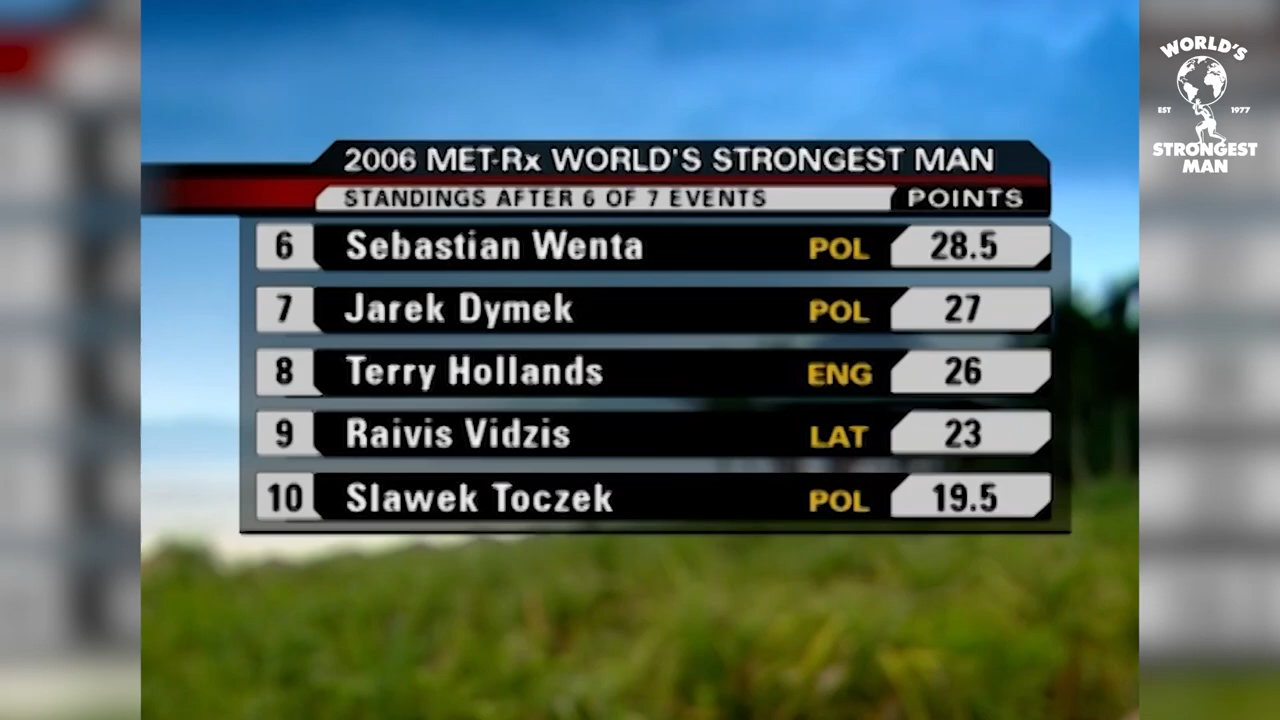 WORLD'S
EST 1977
STRONGEST
MAN
2006 MET-Rx WORLD'S STRONGEST MAN
STANDINGS AFTER 6 OF 7 EVENTS POINTS
6 Sebastian Wenta POL 28.5
7 Jarek Dymek POL 27
8 Terry Hollands ENG 26
9 Raivis Vidzis LAT 23
10 Slawek Toczek POL 19.5